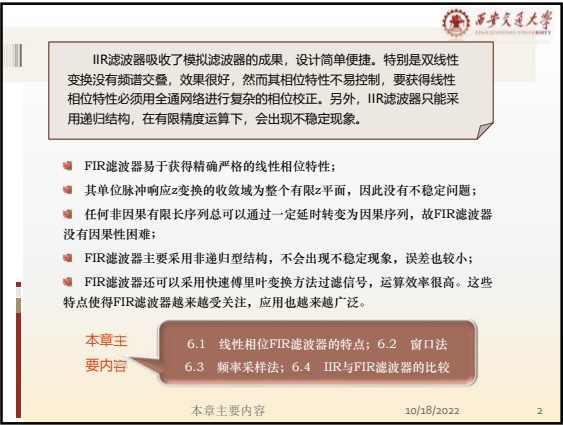 西安交通大学
XI'AN JIAOTONG UNIVERSITY
IIR滤波器吸收了模拟滤波器的成果，设计简单便捷。特别是双线性
变换没有频谱交叠，效果很好，然而其相位特性不易控制，要获得线性
相位特性必须用全通网络进行复杂的相位校正。另外，IIR滤波器只能采
用递归结构，在有限精度运算下，会出现不稳定现象。
FIR滤波器易于获得精确严格的线性相位特性；
其单位脉冲响应z变换的收敛域为整个有限z平面，因此没有不稳定问题；
任何非因果有限长序列总可以通过一定延时转变为因果序列，故FIR滤波器
没有因果性困难；
FIR滤波器主要采用非递归型结构，不会出现不稳定现象，误差也较小；
FIR滤波器还可以采用快速傅里叶变换方法过滤信号，运算效率很高。这些
特点使得FIR滤波器越来越受关注，应用也越来越广泛。
本章主
要内容
6.1 线性相位FIR滤波器的特点；6.2 窗口法
6.3 频率采样法；6.4 IIR与FIR滤波器的比较
本章主要内容
10/18/2022
2